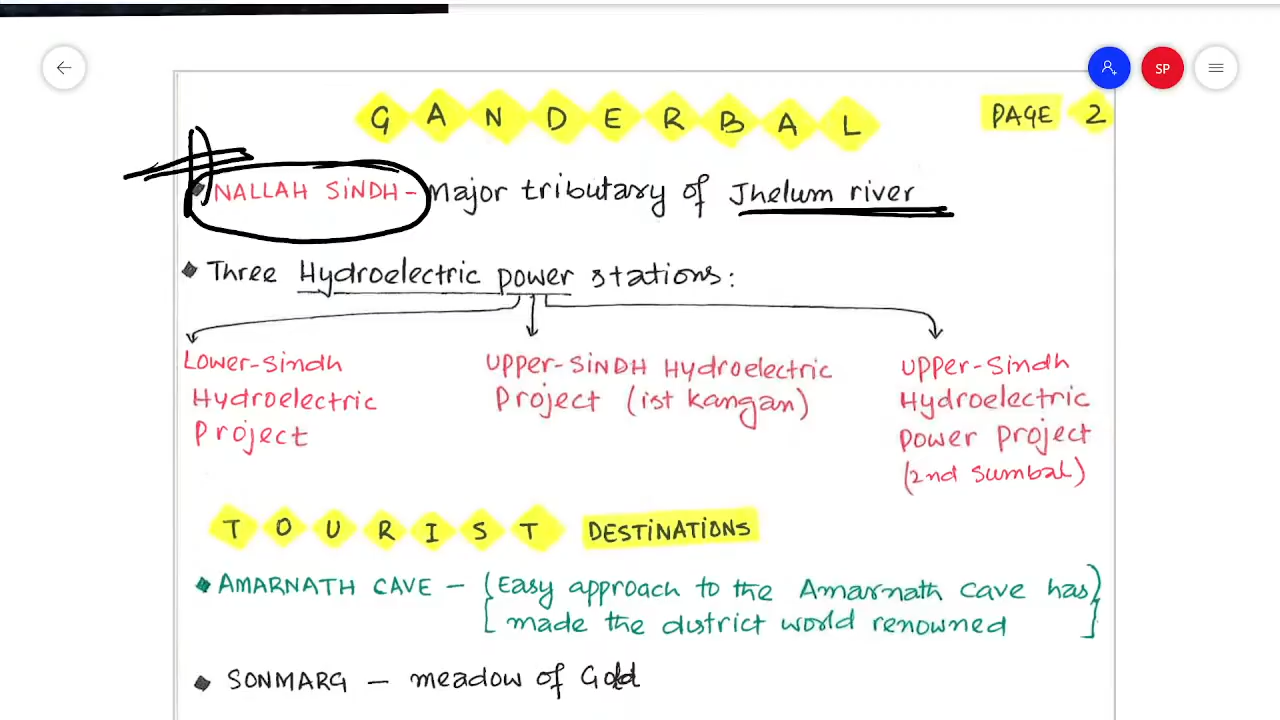 SP
GANDERBAL
PAGE 2
NALLAH SINDH - Major tributary of Jhelum river
Three Hydroelectric power stations:
Lower-Sindh
Hydroelectric
Project
Upper-SINDH Hydroelectric
Project (ist kangan)
Upper-Sindh
Hydroelectric
Power Project
(2nd Sumbal)
TOURIST DESTINATIONS
AMARNATH CAVE - {Easy approach to the Amarnath cave has
made the district world renowned
SONMARG - meadow of Gold